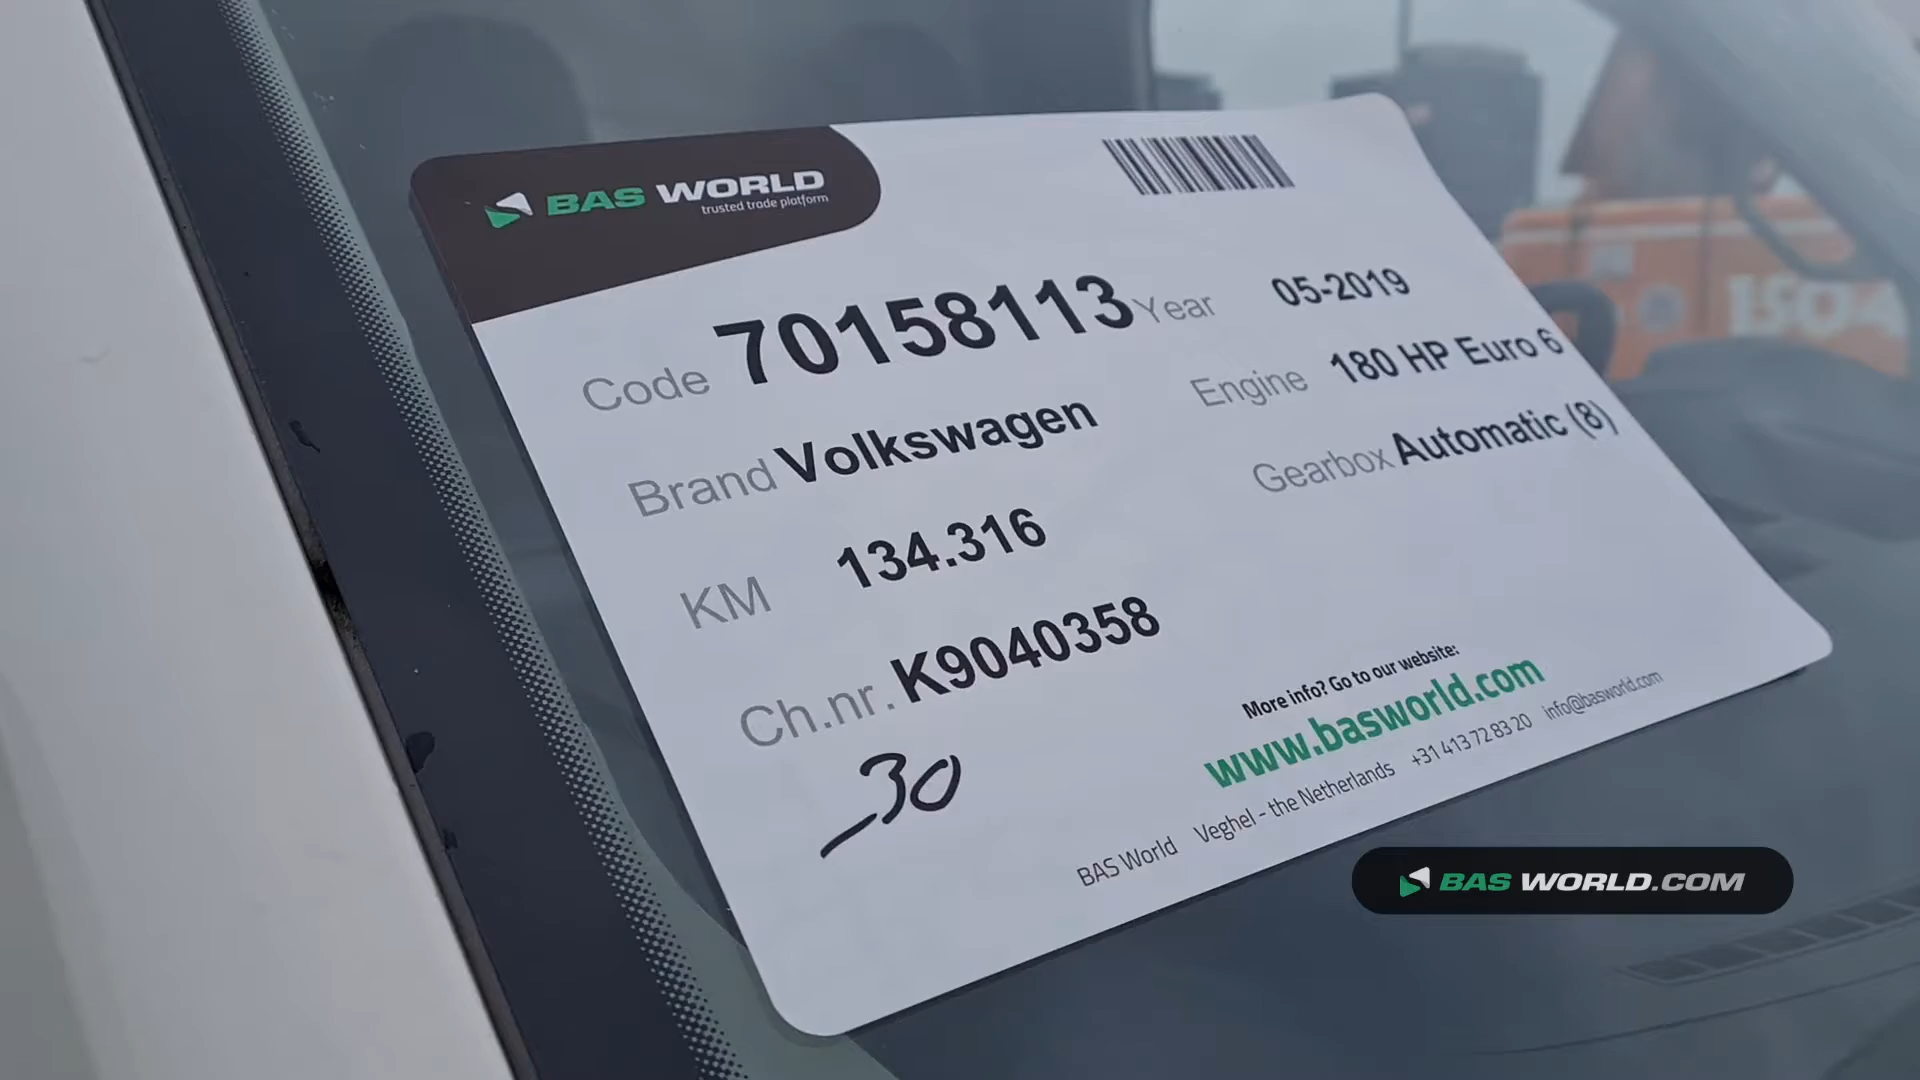 BAS WORLD
trusted trade platform
Code 70158113
Year 05-2019
Brand Volkswagen
Engine 180 HP Euro 6
KM 134.316
Gearbox Automatic (8)
Ch.nr. K9040358
30
More info? Go to our website:
www.basworld.com
BAS World Veghel - the Netherlands +31 413 72 83 20 info@basworld.com
BAS WORLD.COM